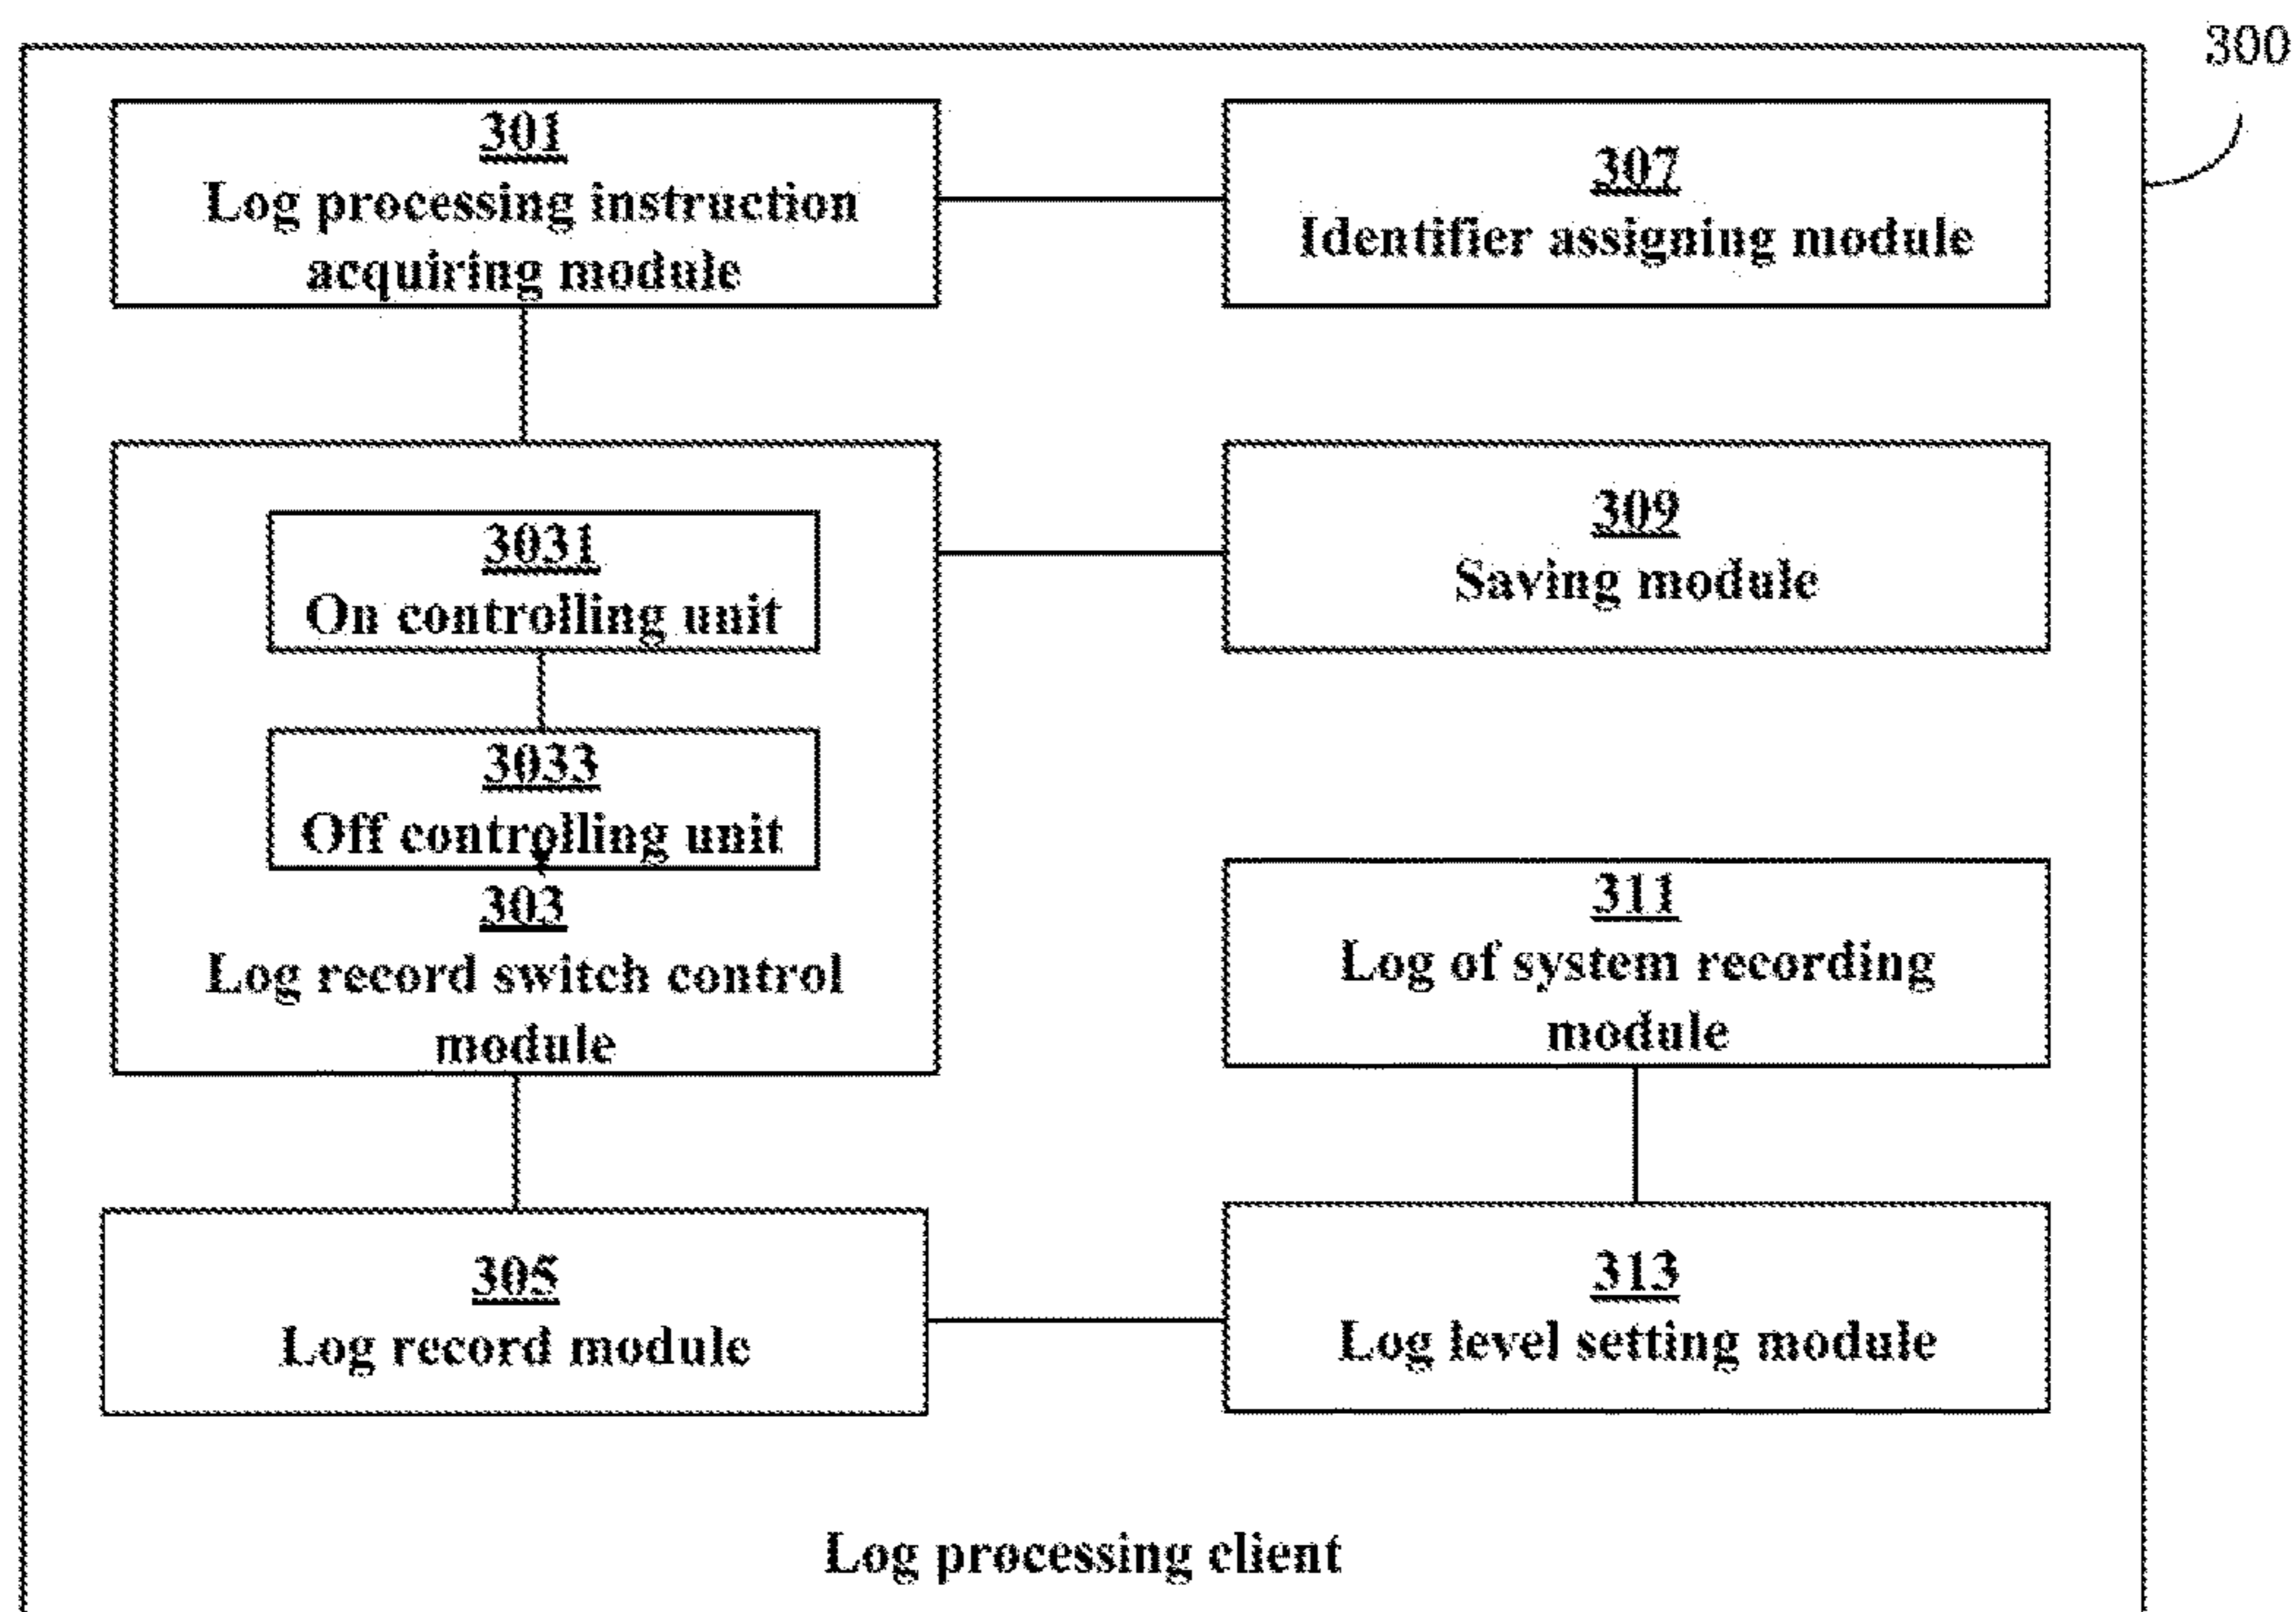 300
301
Log processing instruction
acquiring module
307
Identifier assigning module
3031
On controlling unit
309
Saving module
3033
Off controlling unit
303
Log record switch control
module
311
Log of system recording
module
305
Log record module
313
Log level setting module
Log processing client